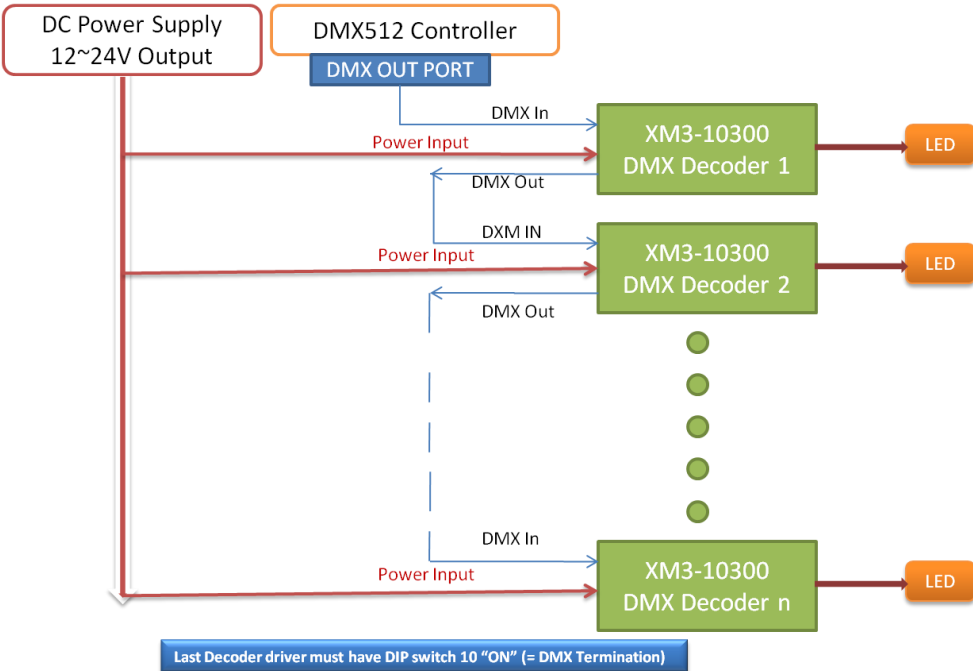 DC Power Supply
12~24V Output
DMX512 Controller
DMX OUT PORT
DMX In
Power Input
XM3-10300
DMX Decoder 1
LED
DMX Out
DXM IN
Power Input
XM3-10300
DMX Decoder 2
LED
DMX Out
DMX In
Power Input
XM3-10300
DMX Decoder n
LED
Last Decoder driver must have DIP switch 10 “ON” (= DMX Termination)